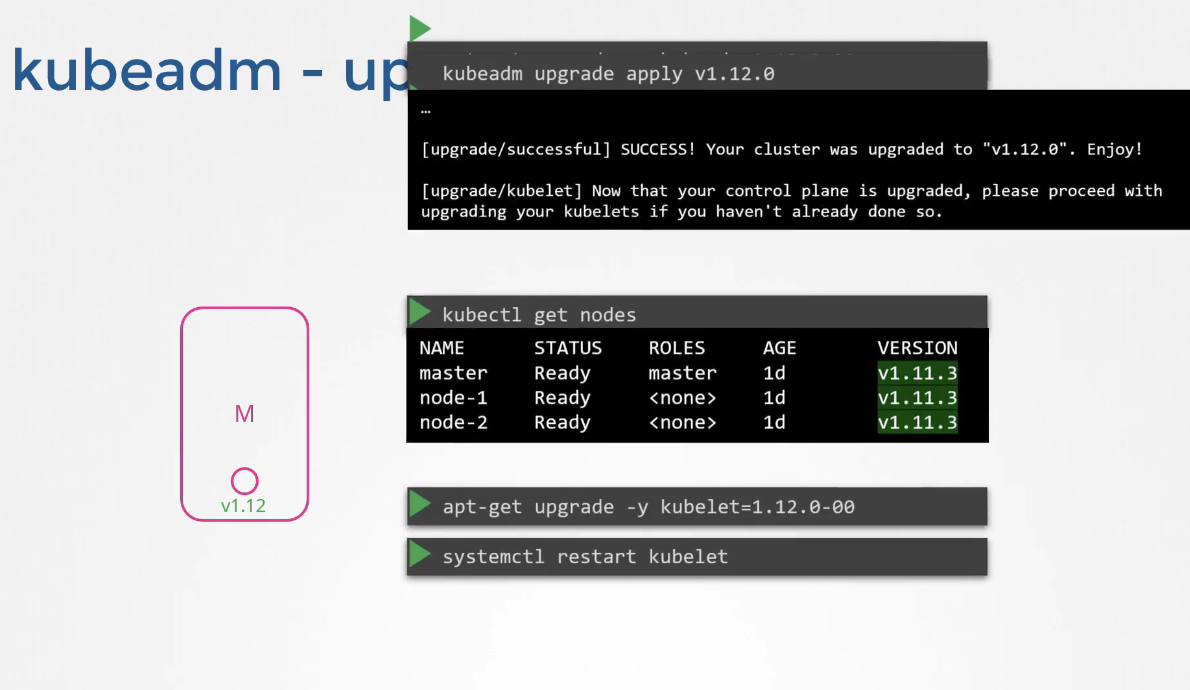 kubeadm - up
kubeadm upgrade apply v1.12.0
…
[upgrade/successful] SUCCESS! Your cluster was upgraded to "v1.12.0". Enjoy!
[upgrade/kubelet] Now that your control plane is upgraded, please proceed with
upgrading your kubelets if you haven't already done so.
kubectl get nodes
NAME STATUS ROLES AGE VERSION
master Ready master 1d v1.11.3
node-1 Ready <none> 1d v1.11.3
node-2 Ready <none> 1d v1.11.3
M
v1.12
apt-get upgrade -y kubelet=1.12.0-00
systemctl restart kubelet